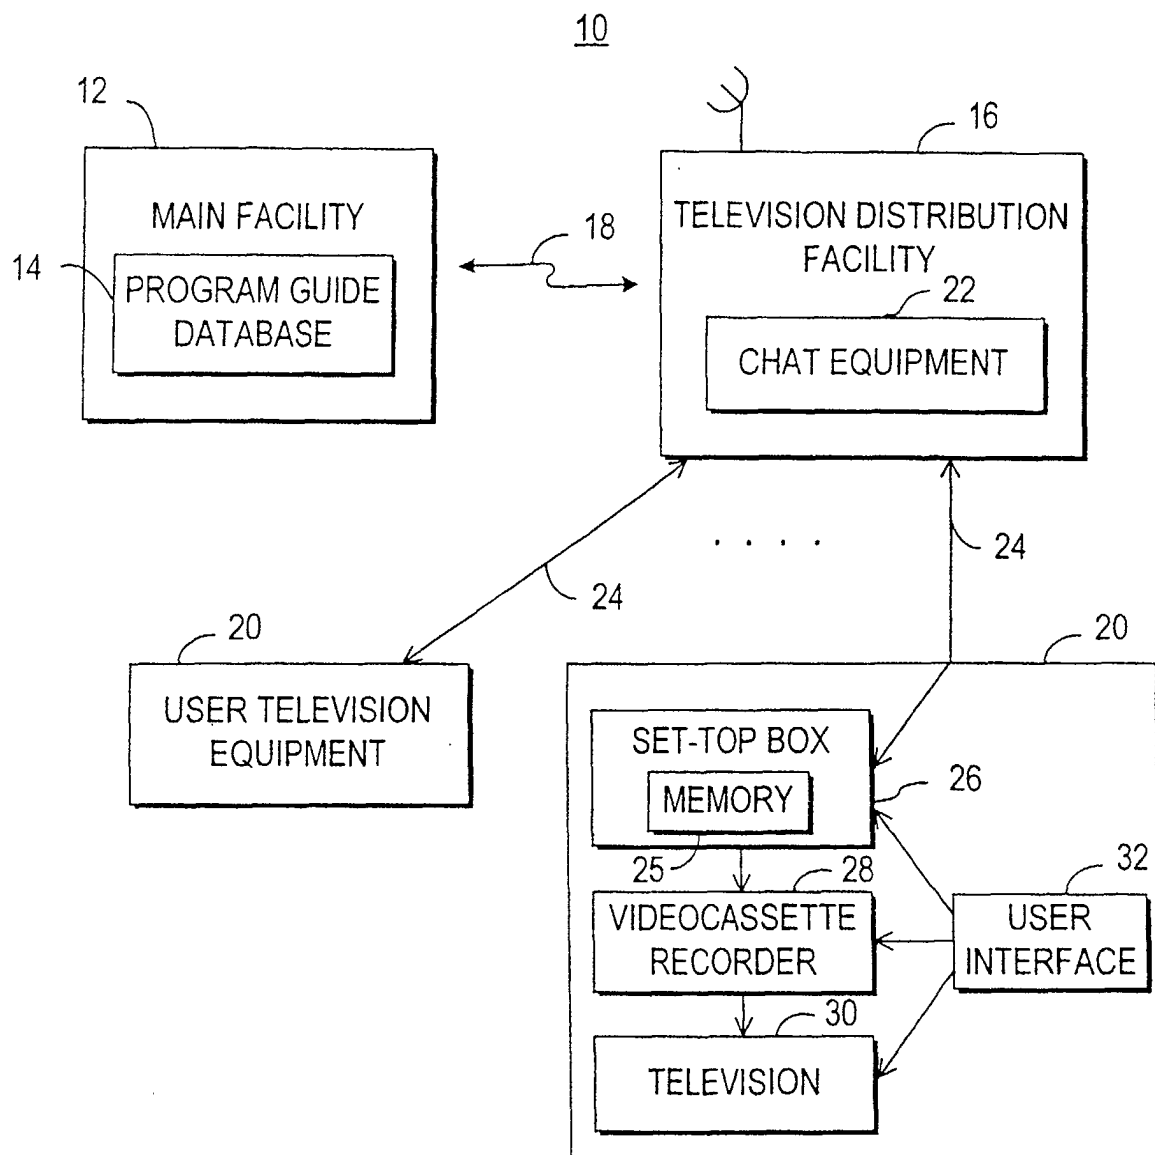 10
12
16
MAIN FACILITY
TELEVISION DISTRIBUTION
FACILITY
18
14
PROGRAM GUIDE
DATABASE
22
CHAT EQUIPMENT
24
24
20
20
USER TELEVISION
EQUIPMENT
SET-TOP BOX
MEMORY
26
25
28
32
VIDEOCASSETTE
RECORDER
USER
INTERFACE
30
TELEVISION